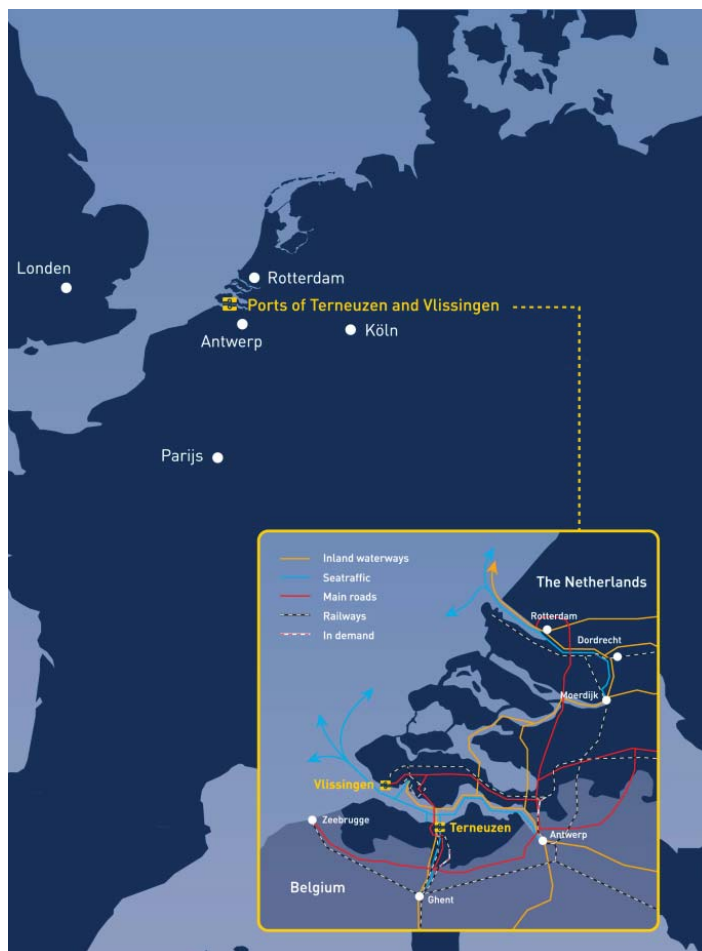 Londen
Rotterdam
Ports of Terneuzen and Vlissingen
Antwerp
Köln
Parijs
Inland waterways
Seatraffic
Main roads
Railways
In demand
The Netherlands
Rotterdam
Dordrecht
Moerdijk
Vlissingen
Zeebrugge
Terneuzen
Antwerp
Belgium
Ghent